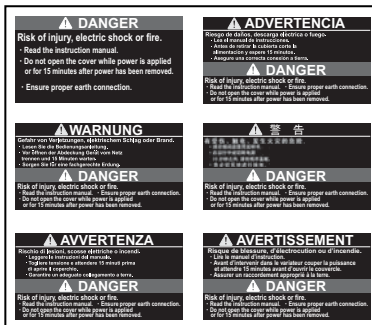 DANGER
Risk of injury, electric shock or fire.
・Read the instruction manual.
・Do not open the cover while power is applied
or for 15 minutes after power has been removed.
・Ensure proper earth connection.
ADVERTENCIA
Riesgo de daños, descarga eléctrica o fuego.
・Lea el manual de instrucciones.
・Antes de retirar la cubierta corte la
alimentación y espere 15 minutos.
・Asegure una correcta conexión a tierra.
DANGER
Risk of injury, electric shock or fire.
・Read the instruction manual. ・Ensure proper earth connection.
・Do not open the cover while power is applied
or for 15 minutes after power has been removed.
WARNUNG
Gefahr von Verletzungen, elektrischem Schlag oder Brand.
・Lesen Sie die Bedienungsanleitung.
・Vor Öffnen der Abdeckung Gerät vom Netz
trennen und 15 Minuten warten.
・Sorgen Sie für eine fachgerechte Erdung.
DANGER
Risk of injury, electric shock or fire.
・Read the instruction manual. ・Ensure proper earth connection.
・Do not open the cover while power is applied
or for 15 minutes after power has been removed.
警 告
DANGER
Risk of injury, electric shock or fire.
・Read the instruction manual. ・Ensure proper earth connection.
・Do not open the cover while power is applied
or for 15 minutes after power has been removed.
AVVERTENZA
Rischio di lesioni, scosse elettriche o incendi.
・Leggere le instruzioni del manuale.
・Togliere tensione e attendere 15 minuti prima
di aprire il coperchio.
・Garantire un adeguato collegamento a terra.
DANGER
Risk of injury, electric shock or fire.
・Read the instruction manual. ・Ensure proper earth connection.
・Do not open the cover while power is applied
or for 15 minutes after power has been removed.
AVERTISSEMENT
Risque de blessure, d'électrocution ou d'incendie.
・Lire le manuel d'instruction.
・Avant d'intervenir dans le variateur couper la puissance
et attendre 15 minutes avant d'ouvrir le couvercle.
・Assurer un raccordement approprié à la terre.
DANGER
Risk of injury, electric shock or fire.
・Read the instruction manual. ・Ensure proper earth connection.
・Do not open the cover while power is applied
or for 15 minutes after power has been removed.